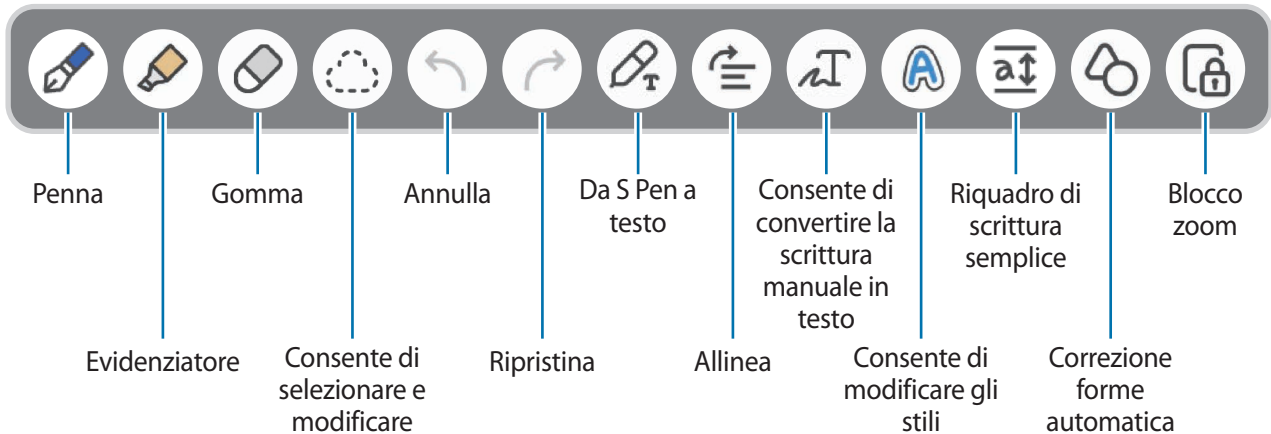 Penna
Gomma
Annulla
Da S Pen a
testo
Consente di
convertire la
scrittura
manuale in
testo
Riquadro di
scrittura
semplice
Blocco
zoom
Evidenziatore
Consente di
selezionare e
modificare
Ripristina
Allinea
Consente di
modificare gli
stili
Correzione
forme
automatica